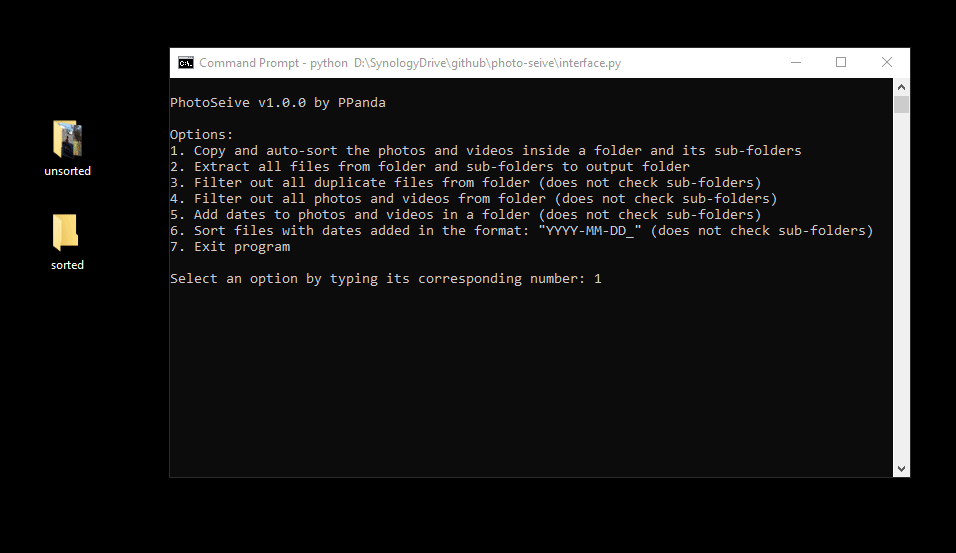 Command Prompt - python  D:\SynologyDrive\github\photo-seive\interface.py
PhotoSeive v1.0.0 by PPanda
Options:
1. Copy and auto-sort the photos and videos inside a folder and its sub-folders
2. Extract all files from folder and sub-folders to output folder
3. Filter out all duplicate files from folder (does not check sub-folders)
4. Filter out all photos and videos from folder (does not check sub-folders)
5. Add dates to photos and videos in a folder (does not check sub-folders)
6. Sort files with dates added in the format: "YYYY-MM-DD_" (does not check sub-folders)
7. Exit program
Select an option by typing its corresponding number: 1
unsorted
sorted